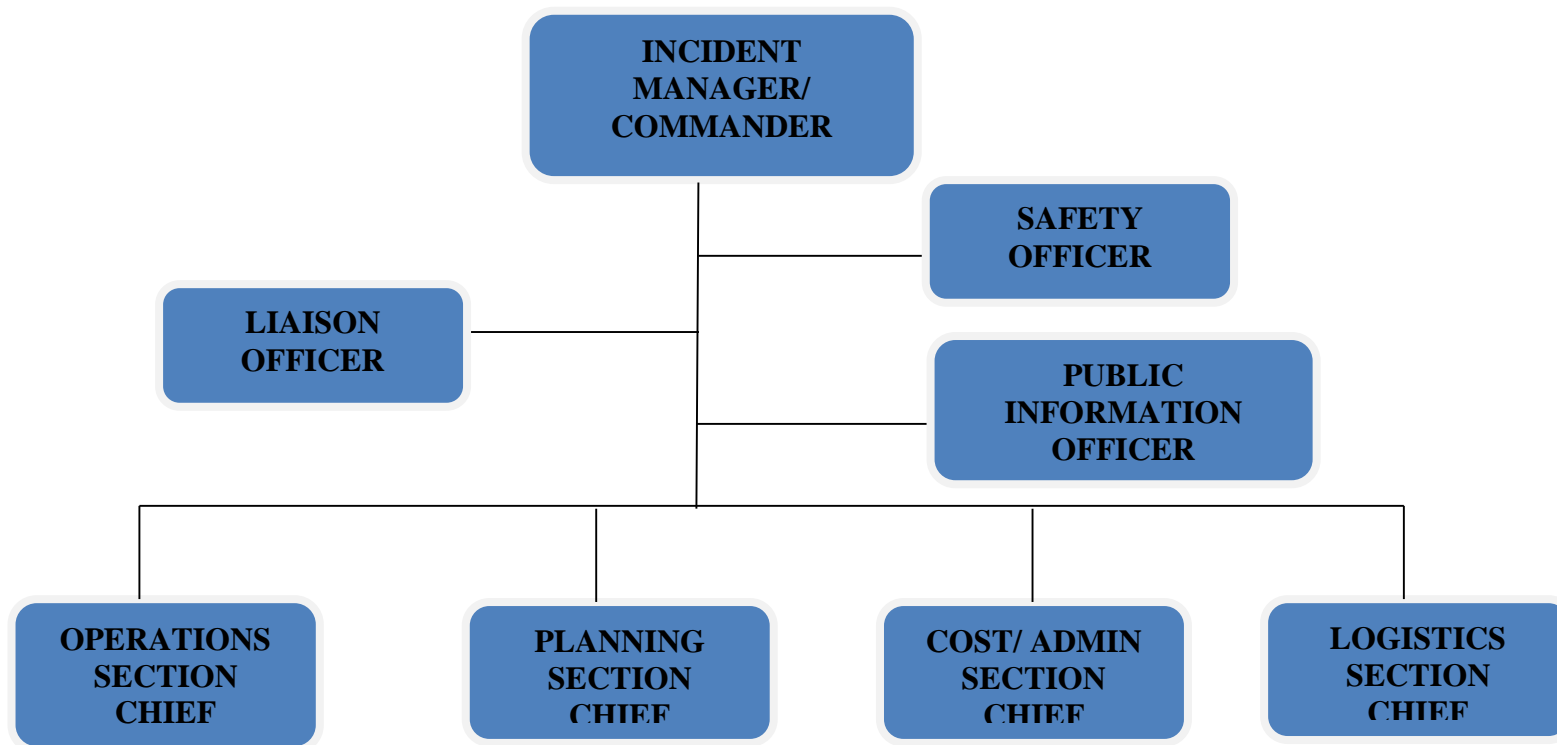 INCIDENT
MANAGER/
COMMANDER
SAFETY
OFFICER
LIAISON
OFFICER
PUBLIC
INFORMATION
OFFICER
OPERATIONS
SECTION
CHIEF
PLANNING
SECTION
CHIEF
COST/ ADMIN
SECTION
CHIEF
LOGISTICS
SECTION
CHIEF